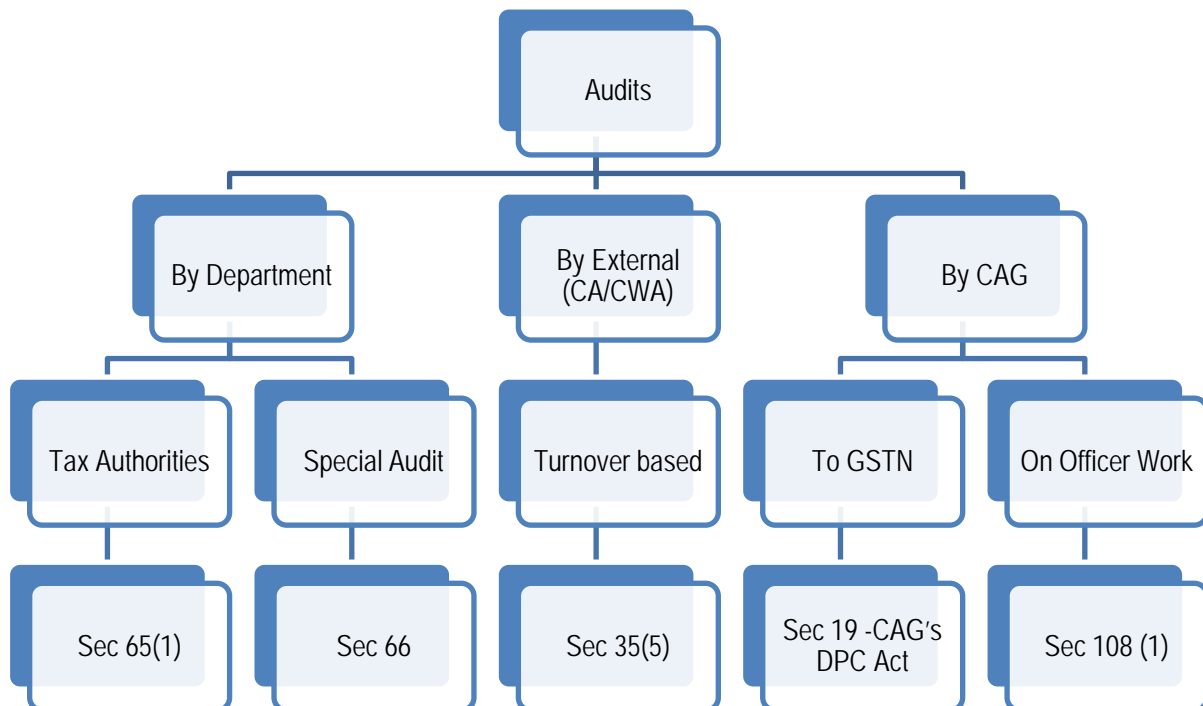 Audits
By Department
By External
(CA/CWA)
By CAG
Tax Authorities
Special Audit
Turnover based
To GSTN
On Officer Work
Sec 65(1)
Sec 66
Sec 35(5)
Sec 19 -CAG’s
DPC Act
Sec 108 (1)